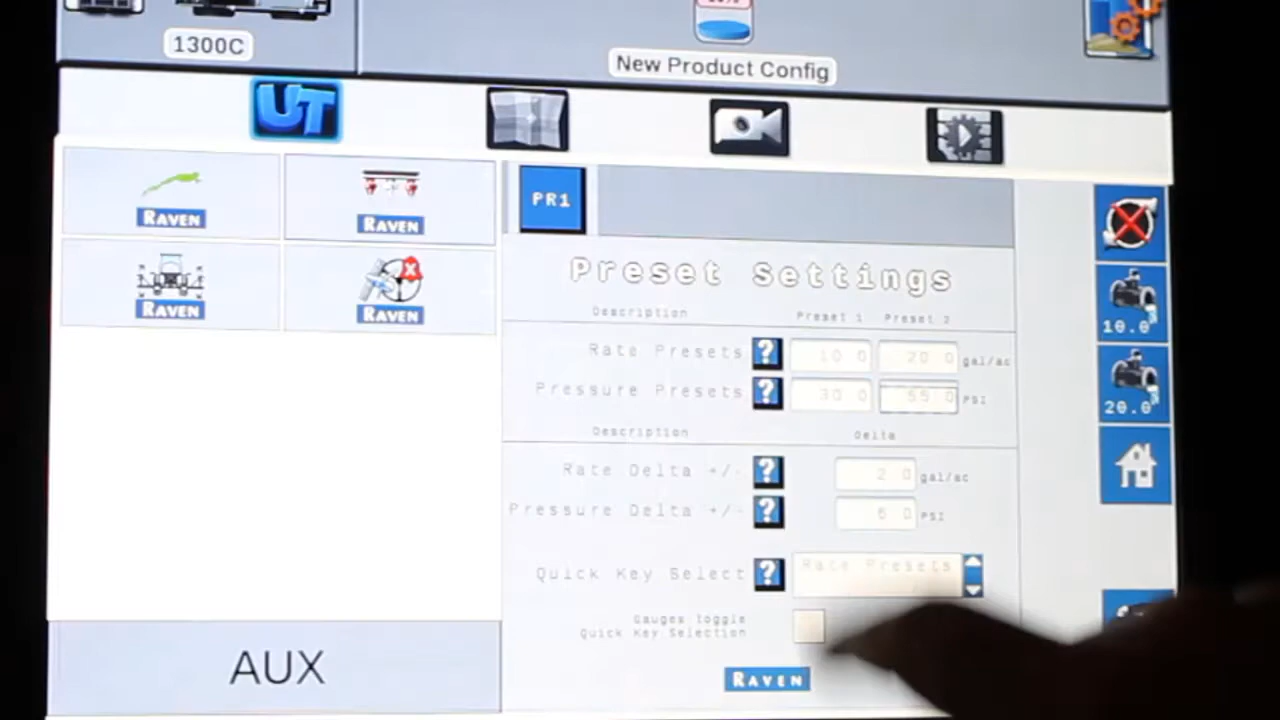 1300C
New Product Config
UT
RAVEN
RAVEN
RAVEN
RAVEN
PR1
Preset Settings
Description Preset 1 Preset 2
Rate Presets ? 10.0 20.0 gal/ac
Pressure Presets ? 30.0 55.0 PSI
Description Delta
Rate Delta +/- ? 2.0 gal/ac
Pressure Delta +/- ? PSI
Quick Key Select ? Rate Presets
Gauges toggle
Quick Key Selection
RAVEN
10.0
20.0
AUX